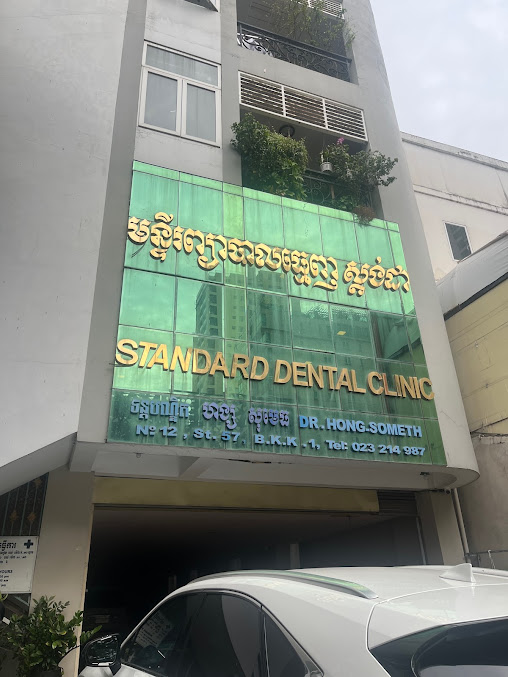 មន្ទីរព្យាបាលធ្មេញ ស្តង់ដា
STANDARD DENTAL CLINIC
ទន្តបណ្ឌិត ហុង សុមេធ DR. HONG.SOMETH
Nº 12 , St. 57, B.K.K -1, Tel: 023 214 987